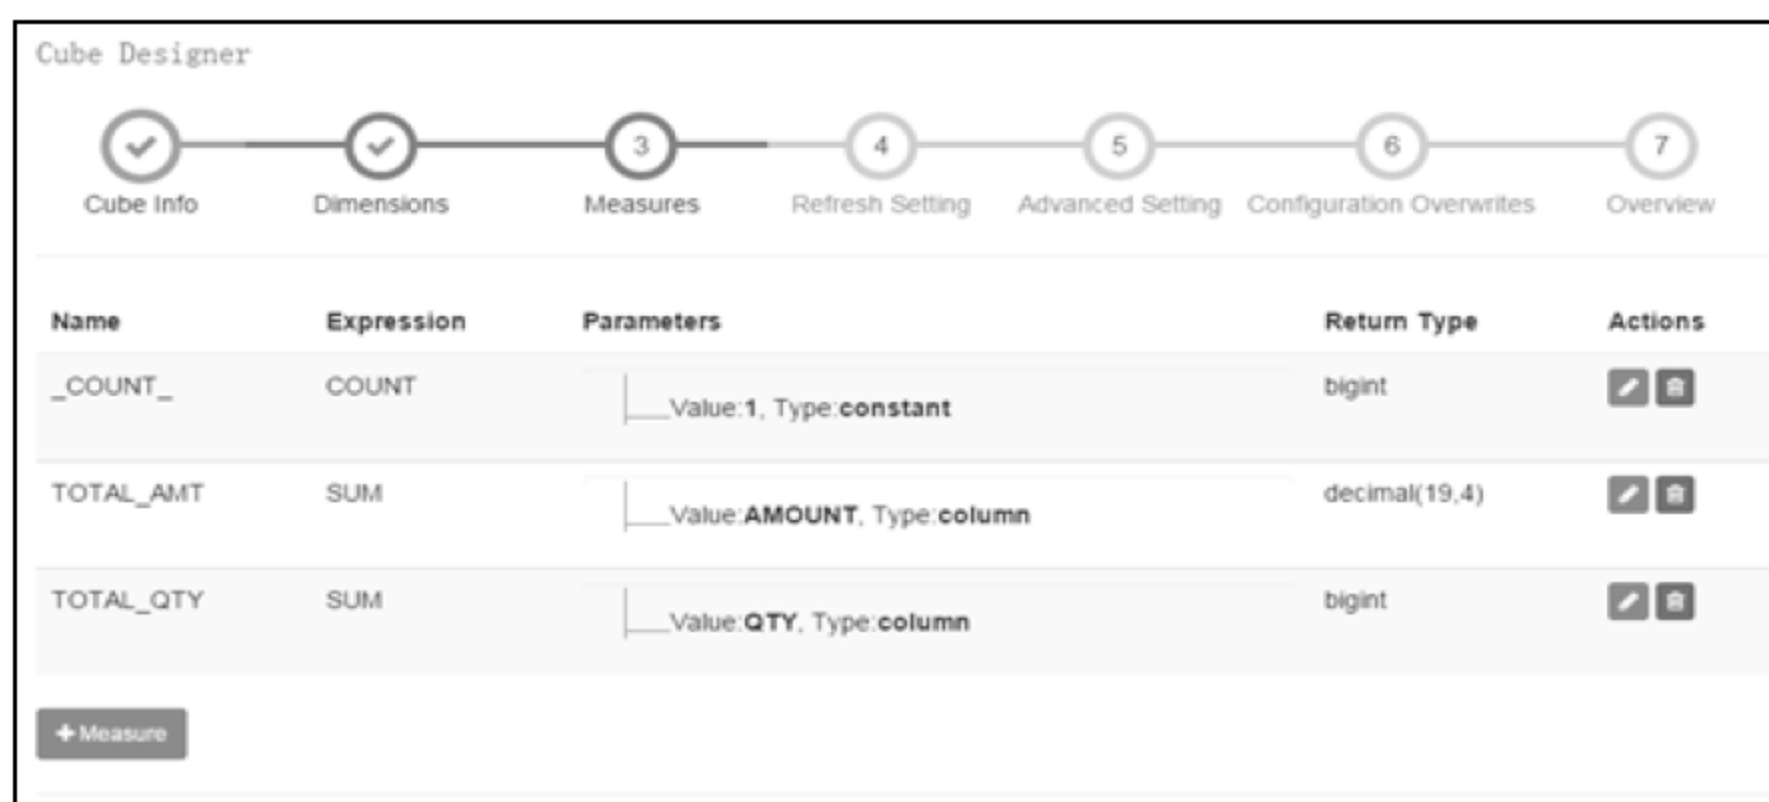 Cube Designer
3 4 5 6 7
Cube Info Dimensions Measures Refresh Setting Advanced Setting Configuration Overwrites Overview
Name Expression Parameters Return Type Actions
_COUNT_ COUNT Value:1, Type:constant bigint
TOTAL_AMT SUM Value:AMOUNT, Type:column decimal(19,4)
TOTAL_QTY SUM Value:QTY, Type:column bigint
+Measure